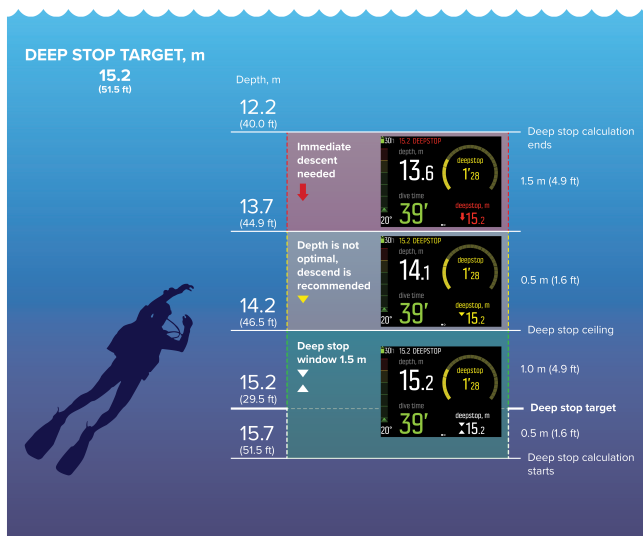 DEEP STOP TARGET, m
15.2
(51.5 ft)
Depth, m
12.2
(40.0 ft)
Deep stop calculation
ends
Immediate
descent
needed
30h 15.2 DEEPSTOP
depth, m
13.6
deepstop
1'28
dive time
39'
20°
deepstop, m
15.2
1.5 m (4.9 ft)
13.7
(44.9 ft)
Depth is not
optimal,
descend is
recommended
30h 15.2 DEEPSTOP
depth, m
14.1
deepstop
1'28
dive time
39'
20°
deepstop, m
15.2
0.5 m (1.6 ft)
14.2
(46.5 ft)
Deep stop ceiling
Deep stop
window 1.5 m
30h 15.2 DEEPSTOP
depth, m
15.2
deepstop
1'28
dive time
39'
20°
deepstop, m
15.2
1.0 m (4.9 ft)
15.2
(29.5 ft)
Deep stop target
0.5 m (1.6 ft)
15.7
(51.5 ft)
Deep stop calculation
starts